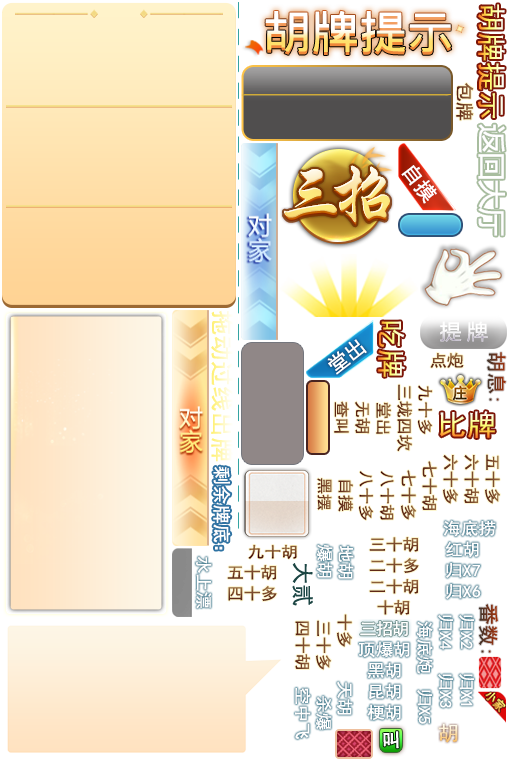 胡牌提示
胡牌提示
包牌
返回大厅
三招
自摸
对家
提牌
吃牌
出堂
点炮
胡息:
庄
比牌
拖动过线出牌
对家
九十多
三坎四坎
堂出
无胡
查叫
剩余牌底:
五十多
六十胡
六十多
七十胡
七十多
八十胡
八十多
自摸
黑摆
海底捞
红胡
归X7
归X6
九十胡
五十胡
四十多
水上漂
大贰
地胡
爆胡
三十胡
二十多
二十胡
十胡
番数:
小家
归X2
归X4
归X1
归X3
归X5
海底炮
三招胡
顶爆胡
黑胡
昆胡
梗胡
十多
三十多
四十胡
天胡
杀爆
空中飞
胡